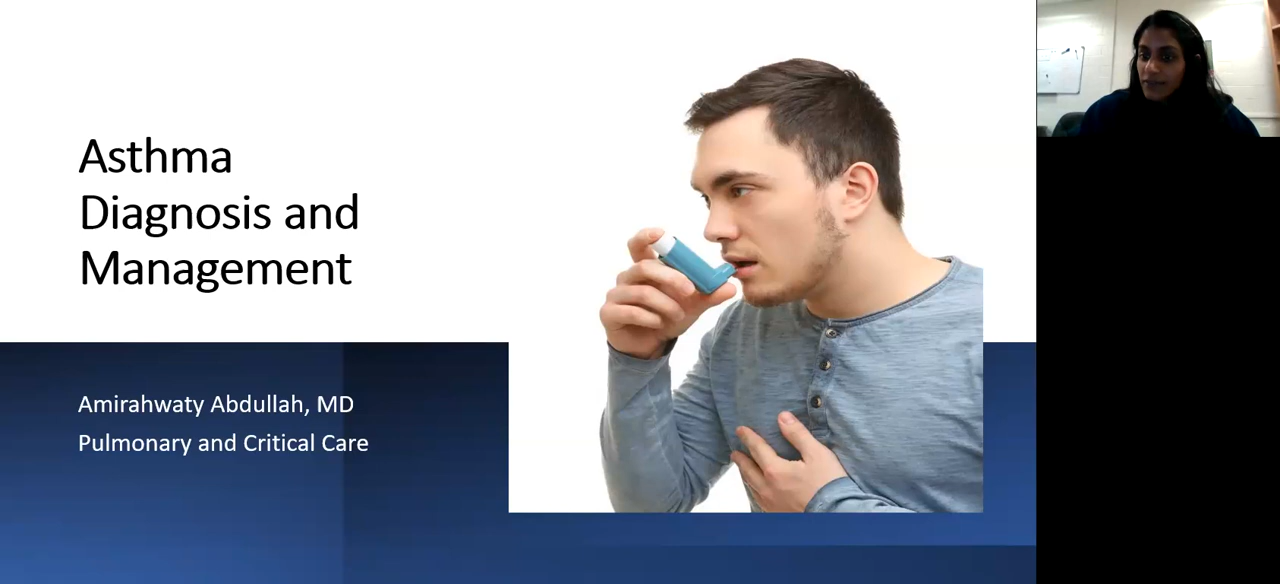 Asthma
Diagnosis and
Management
Amirahwaty Abdullah, MD
Pulmonary and Critical Care